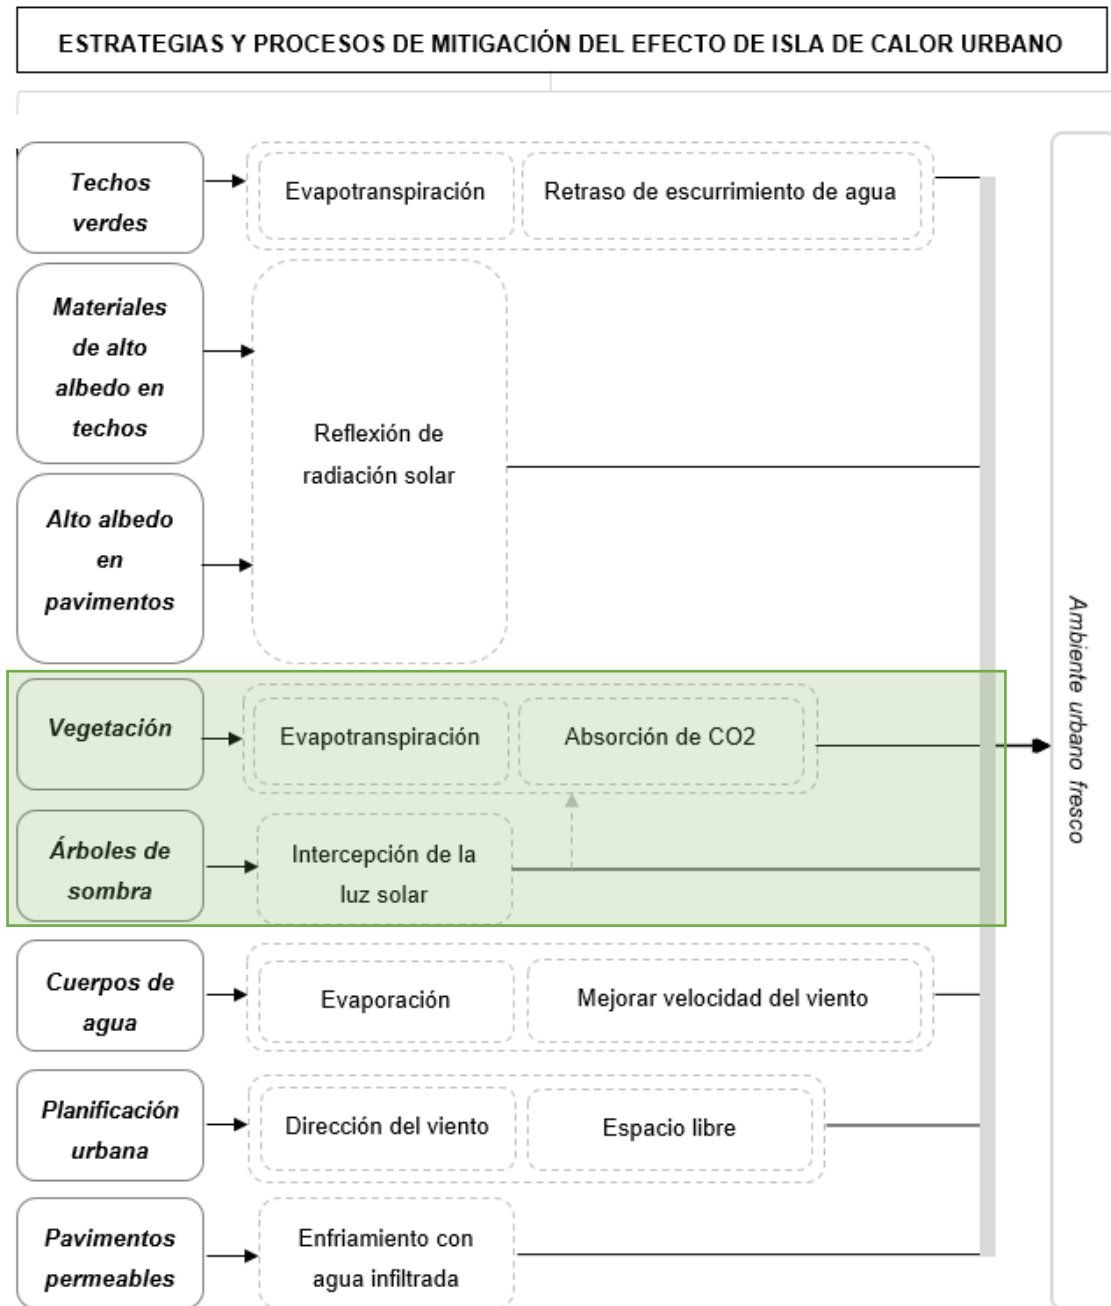 ESTRATEGIAS Y PROCESOS DE MITIGACIÓN DEL EFECTO DE ISLA DE CALOR URBANO
Techos
verdes
Evapotranspiración
Retraso de escurrimiento de agua
Materiales
de alto
albedo en
techos
Reflexión de
radiación solar
Alto albedo
en
pavimentos
Vegetación
Evapotranspiración
Absorción de CO2
Árboles de
sombra
Intercepción de la
luz solar
Cuerpos de
agua
Evaporación
Mejorar velocidad del viento
Planificación
urbana
Dirección del viento
Espacio libre
Pavimentos
permeables
Enfriamiento con
agua infiltrada
Ambiente urbano fresco